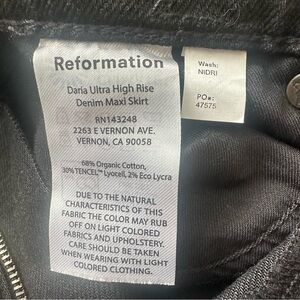 Reformation
Daria Ultra High Rise
Denim Maxi Skirt
RN143248
2263 E VERNON AVE.
VERNON, CA 90058
68% Organic Cotton,
30% TENCEL™ Lyocell, 2% Eco Lycra
DUE TO THE NATURAL
CHARACTERISTICS OF THIS
FABRIC THE COLOR MAY RUB
OFF ON LIGHT COLORED
FABRICS AND UPHOLSTERY.
CARE SHOULD BE TAKEN
WHEN WEARING WITH LIGHT
COLORED CLOTHING.
Wash:
NIDRI
PO#:
47575